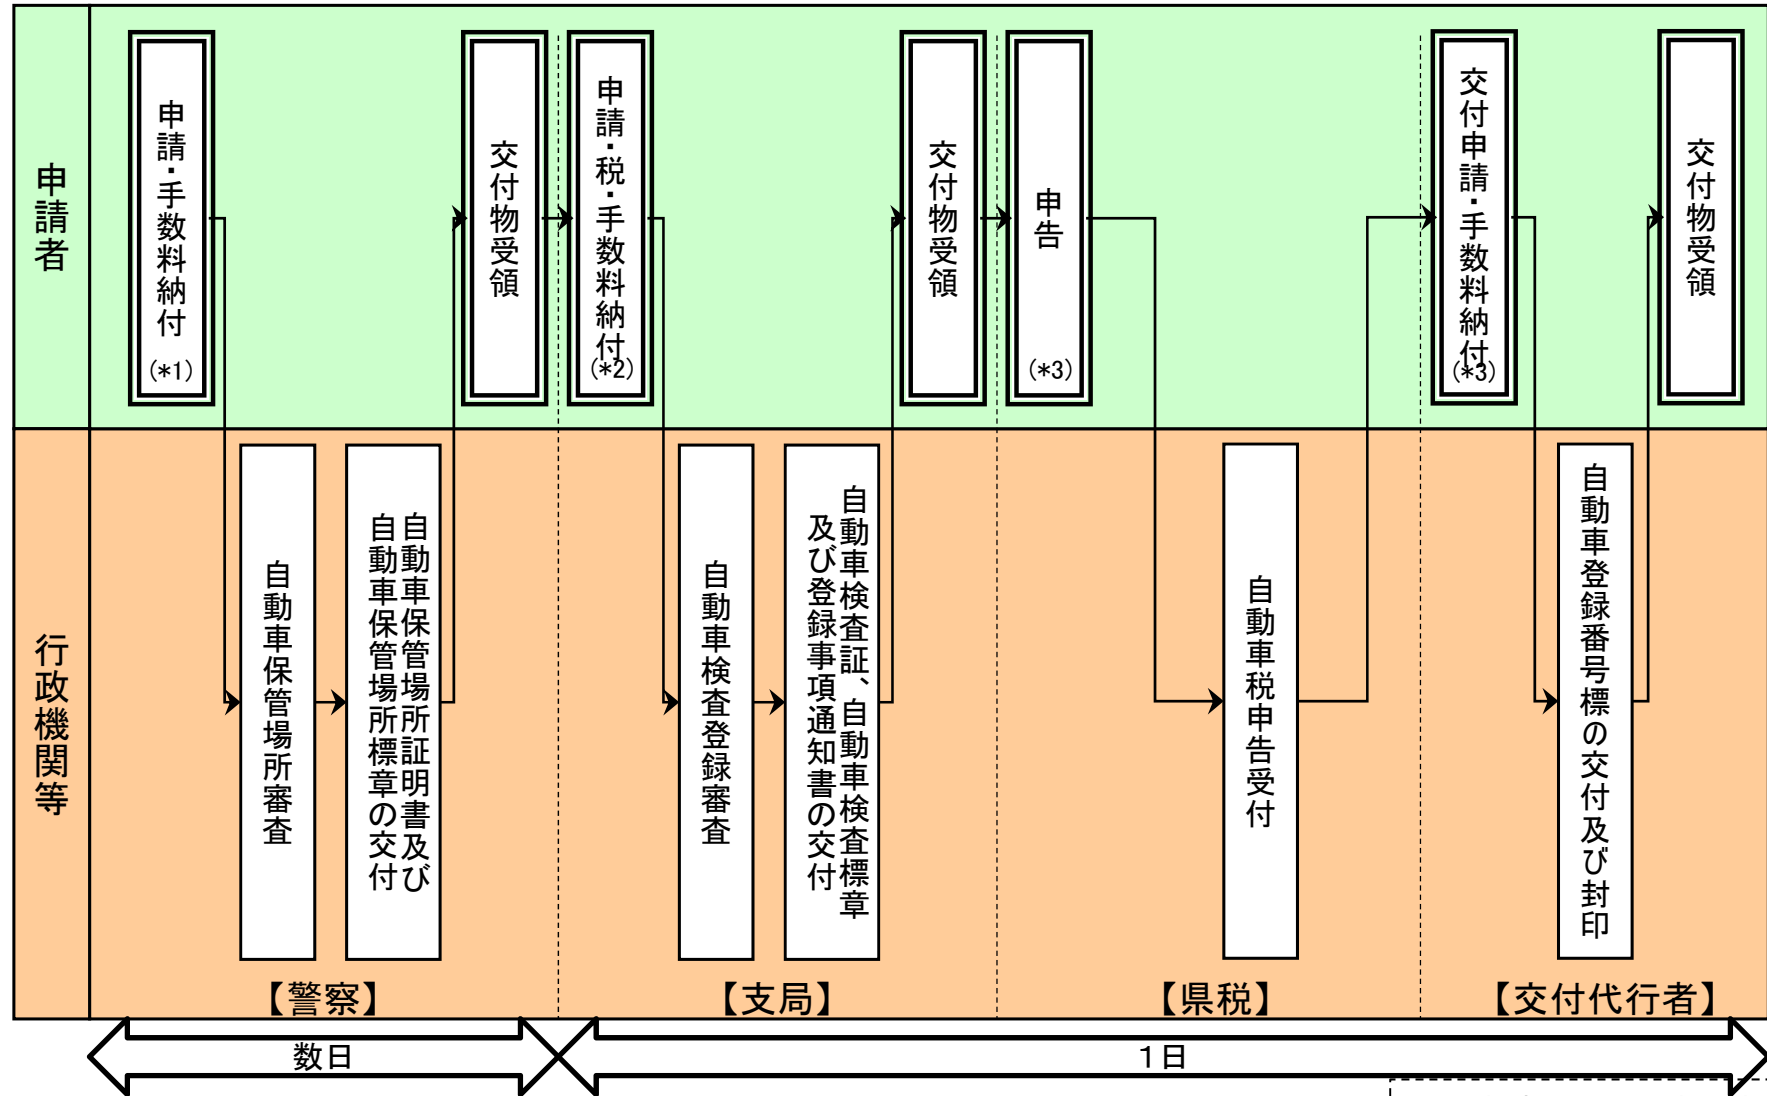 申請者
申請・手数料納付
(*1)
交付物受領
申請・税・手数料納付
(*2)
交付物受領
申告
(*3)
交付申請・手数料納付
(*3)
交付物受領
行政機関等
自動車保管場所審査
自動車保管場所証明書及び
自動車保管場所標章の交付
自動車検査登録審査
自動車検査証、自動車検査標章
及び登録事項通知書の交付
自動車税申告受付
自動車登録番号標の交付及び封印
【警察】
【支局】
【県税】
【交付代行者】
数日
1日